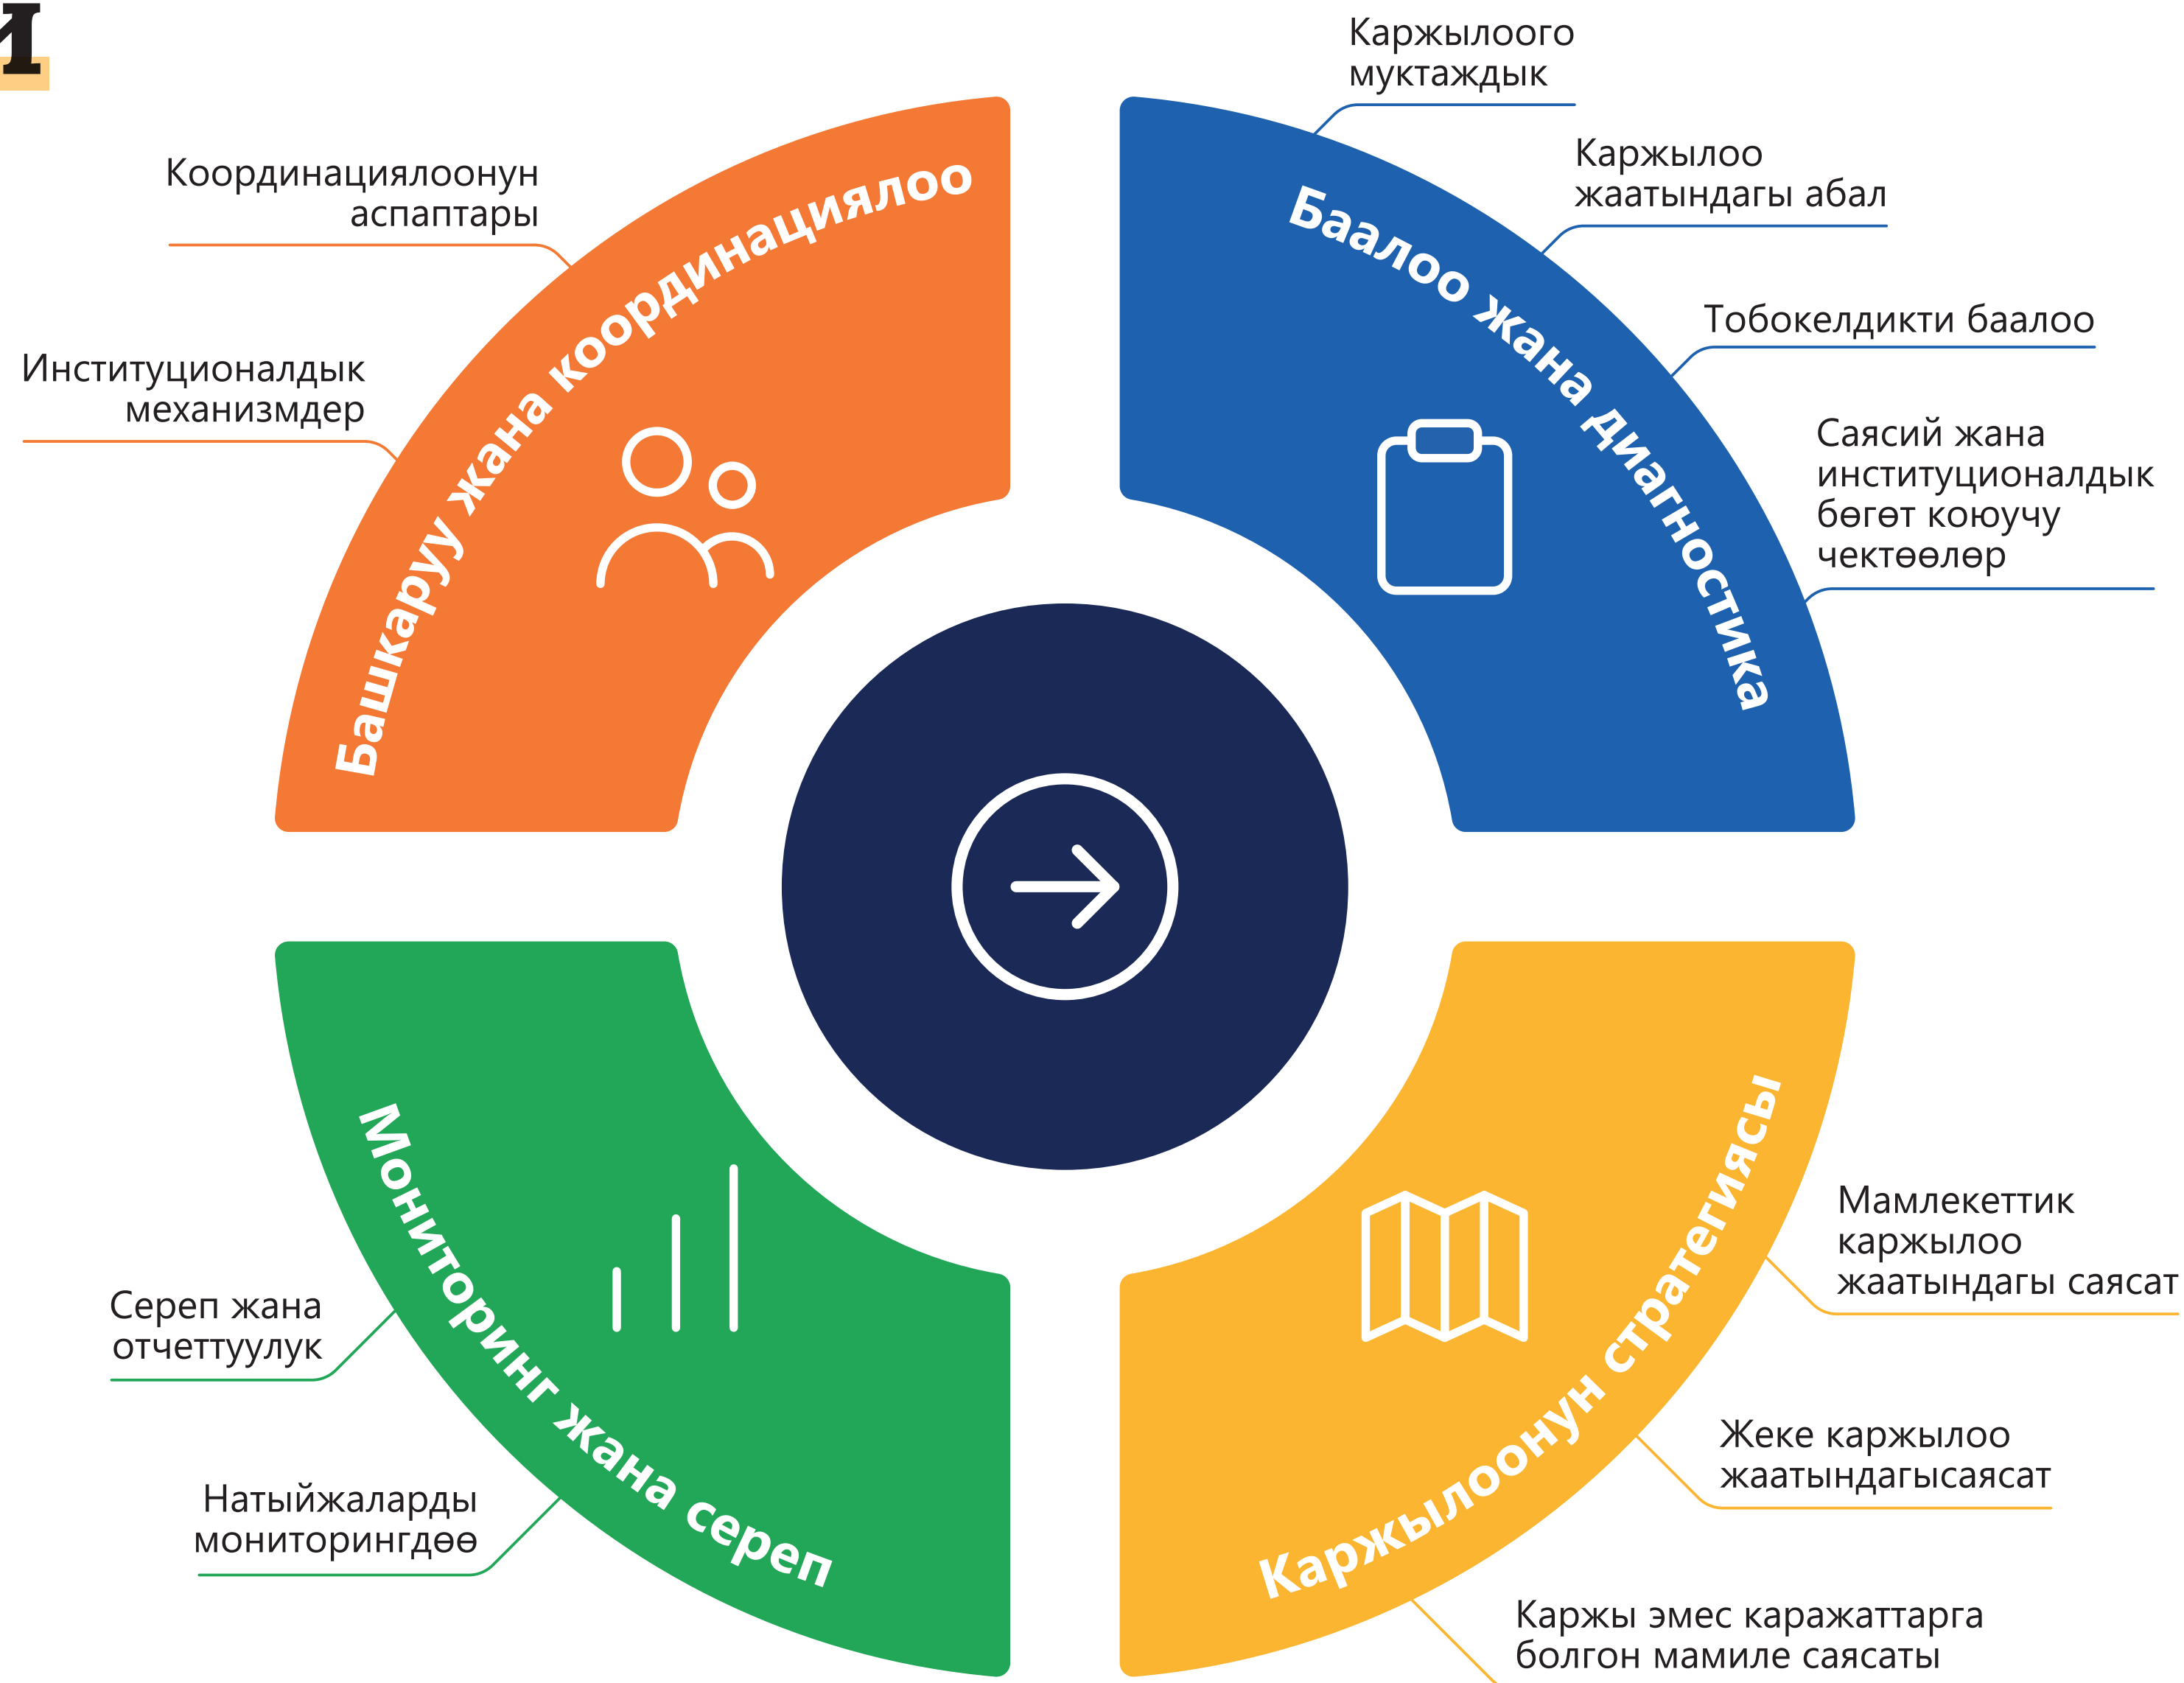 Каржылоого
муктаждык
Каржылоо
жаатындагы абал
Тобокелдикти баалоо
Саясий жана
институционалдык
бөгөт коюучу
чектөөлөр
Баалоо жана диагностика
Координациялоонун
аспаптары
Институционалдык
механизмдер
Башкаруу жана координациялоо
Мониторинг жана сереп
Сереп жана
отчеттуулук
Натыйжаларды
мониторингдөө
Каржылоонун стратегиясы
Мамлекеттик
каржылоо
жаатындагы саясат
Жеке каржылоо
жаатындагысаясат
Каржы эмес каражаттарга
болгон мамиле саясаты